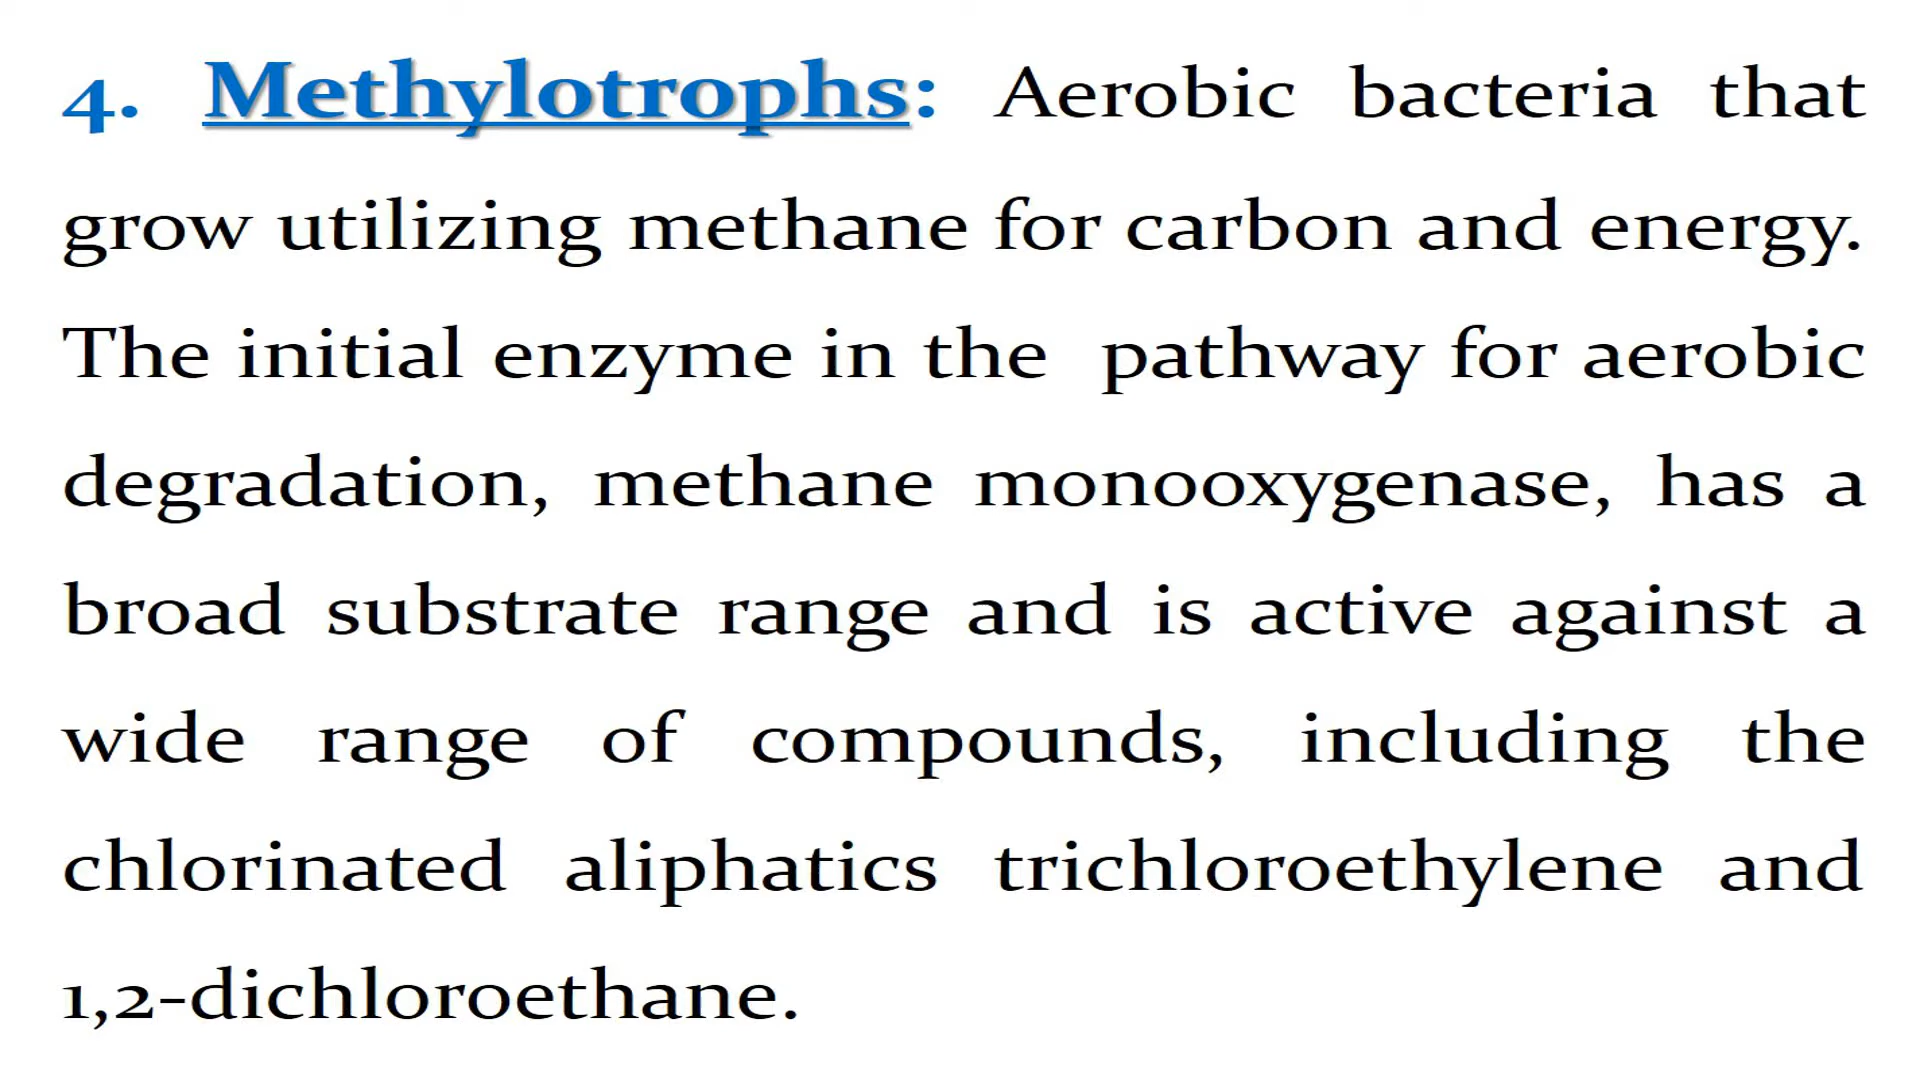 4. Methylotrophs: Aerobic bacteria that
grow utilizing methane for carbon and energy.
The initial enzyme in the pathway for aerobic
degradation, methane monooxygenase, has a
broad substrate range and is active against a
wide range of compounds, including the
chlorinated aliphatics trichloroethylene and
1,2-dichloroethane.